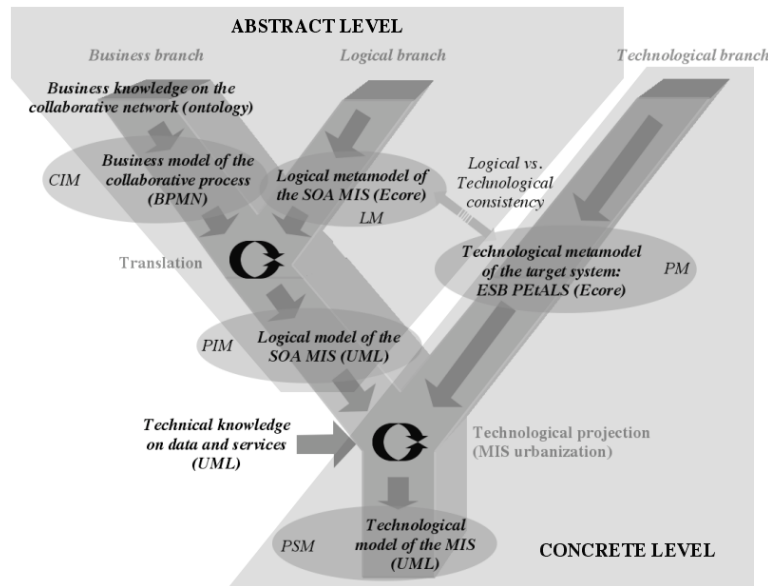 ABSTRACT LEVEL
Business branch
Logical branch
Technological branch
Business knowledge on the
collaborative network (ontology)
CIM
Business model of the
collaborative process
(BPMN)
Logical metamodel of
the SOA MIS (Ecore)
LM
Logical vs.
Technological
consistency
Translation
Technological metamodel
of the target system:
ESB PEtALS (Ecore)
PM
PIM
Logical model of the
SOA MIS (UML)
Technical knowledge
on data and services
(UML)
Technological projection
(MIS urbanization)
PSM
Technological
model of the MIS
(UML)
CONCRETE LEVEL